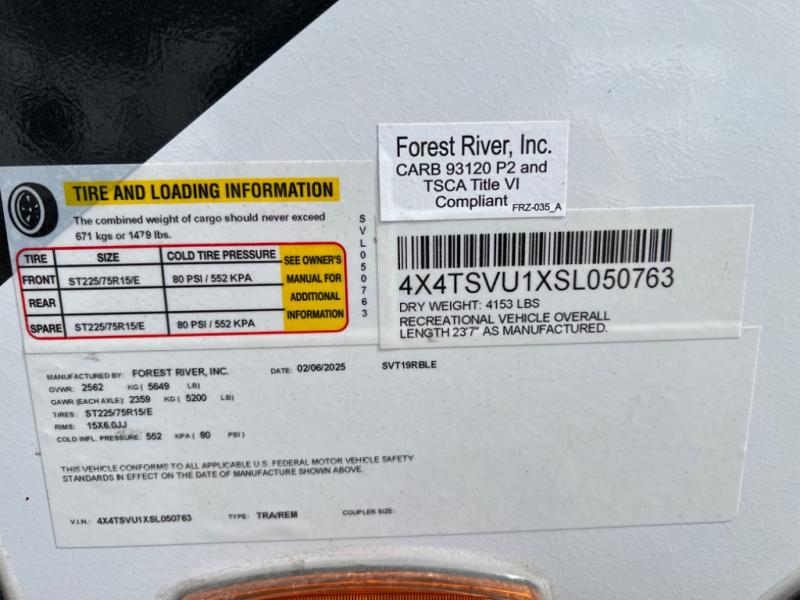 Forest River, Inc.
CARB 93120 P2 and
TSCA Title VI
Compliant FRZ-035_A
TIRE AND LOADING INFORMATION
The combined weight of cargo should never exceed
671 kgs or 1479 lbs.
TIRE SIZE COLD TIRE PRESSURE SEE OWNER'S
FRONT ST225/75R15/E 80 PSI / 552 KPA MANUAL FOR
REAR ADDITIONAL
SPARE ST225/75R15/E 80 PSI / 552 KPA INFORMATION
SVL050763
4X4TSVU1XSL050763
DRY WEIGHT: 4153 LBS
RECREATIONAL VEHICLE OVERALL
LENGTH 23'7" AS MANUFACTURED.
MANUFACTURED BY: FOREST RIVER, INC. DATE: 02/06/2025 SVT19RBLE
GVWR: 2562 KG ( 5649 LB)
GAWR (EACH AXLE): 2359 KG ( 5200 LB)
TIRES: ST225/75R15/E
RIMS: 15X6.0JJ
COLD INFL. PRESSURE: 552 KPA ( 80 PSI )
THIS VEHICLE CONFORMS TO ALL APPLICABLE U.S. FEDERAL MOTOR VEHICLE SAFETY
STANDARDS IN EFFECT ON THE DATE OF MANUFACTURE SHOWN ABOVE.
V.I.N.: 4X4TSVU1XSL050763 TYPE: TRA/REM COUPLER SIZE: